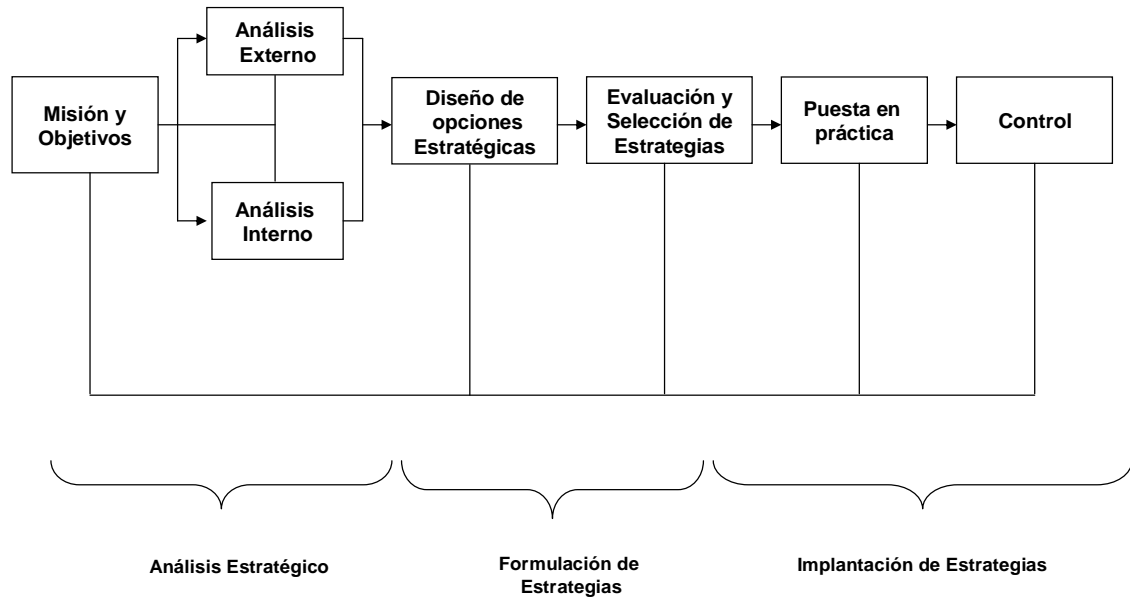 Análisis
Externo
Misión y
Objetivos
Análisis
Interno
Diseño de
opciones
Estratégicas
Evaluación y
Selección de
Estrategias
Puesta en
práctica
Control
Análisis Estratégico
Formulación de
Estrategias
Implantación de Estrategias